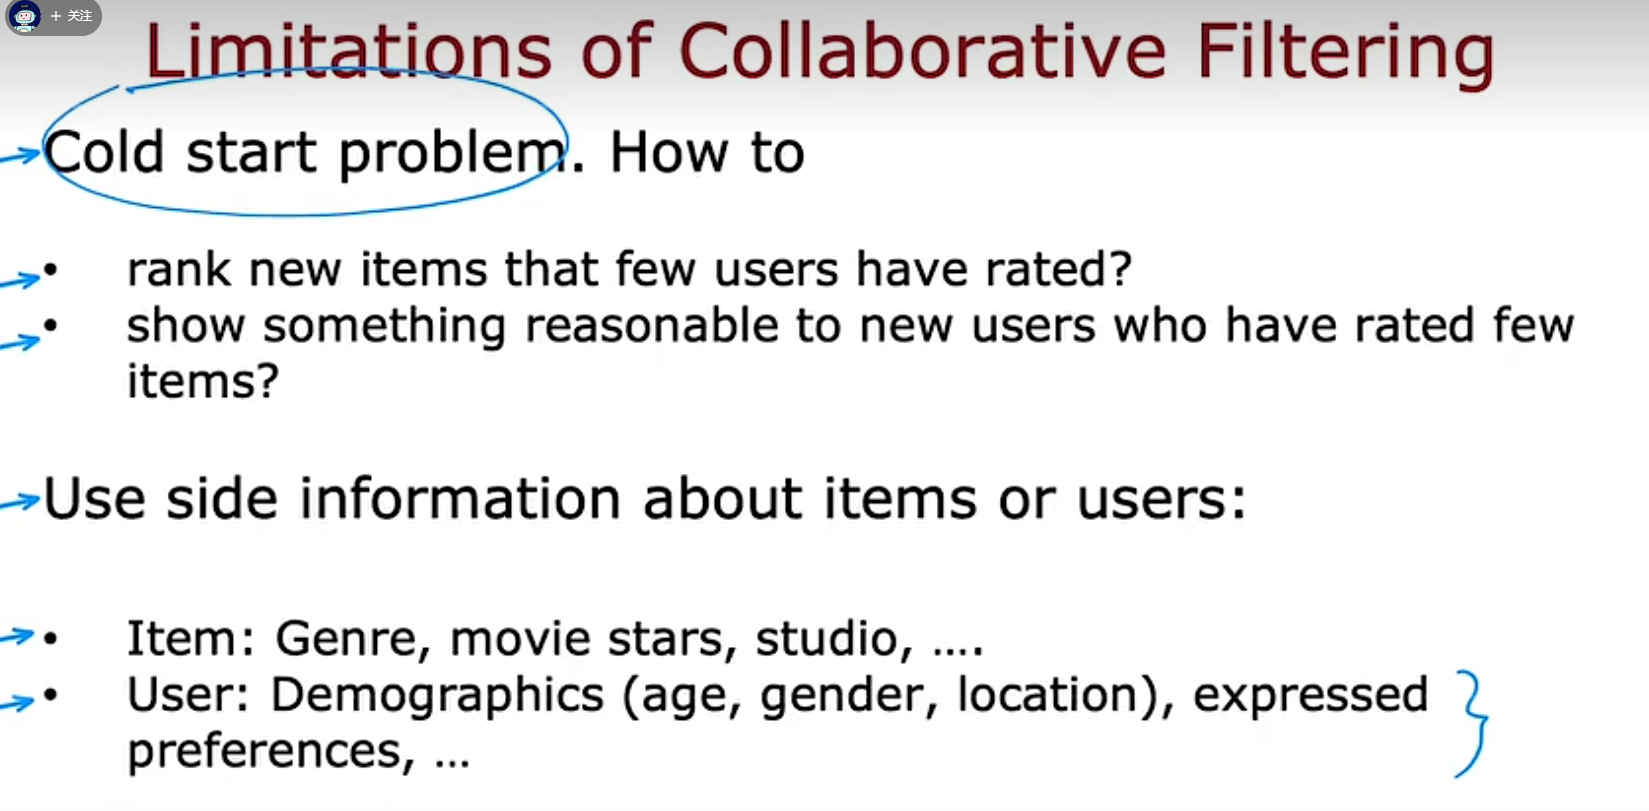 + 关注
Limitations of Collaborative Filtering
Cold start problem. How to
• rank new items that few users have rated?
• show something reasonable to new users who have rated few
items?
Use side information about items or users:
• Item: Genre, movie stars, studio, ....
• User: Demographics (age, gender, location), expressed
preferences, ...